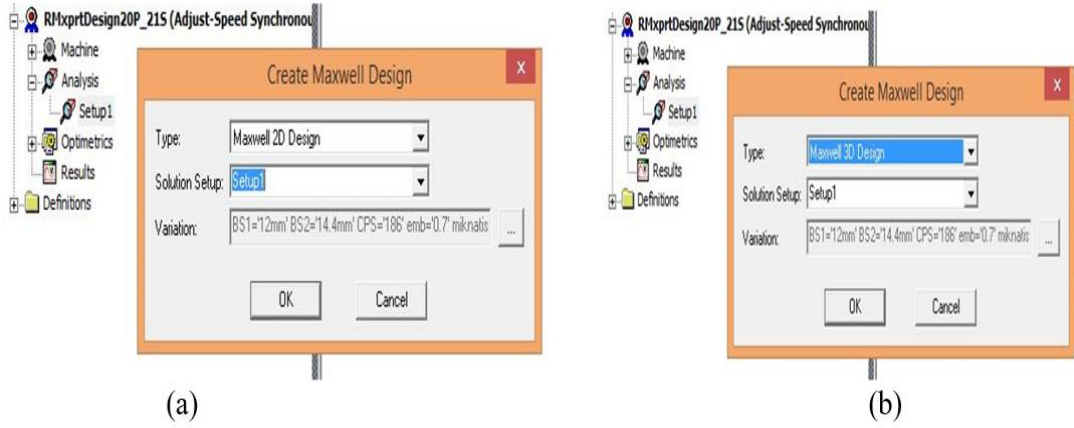 RMxprtDesign20P_21S (Adjust-Speed Synchronou
Machine
Analysis
Setup1
Optimetrics
Results
Definitions
Create Maxwell Design
x
Type:
Maxwell 2D Design
Solution Setup:
Setup1
Variation:
BS1='12mm' BS2='14.4mm' CPS='186' emb='0.7' miknatis
...
OK
Cancel
(a)
RMxprtDesign20P_21S (Adjust-Speed Synchronou
Machine
Analysis
Setup1
Optimetrics
Results
Definitions
Create Maxwell Design
x
Type:
Maxwell 3D Design
Solution Setup:
Setup1
Variation:
BS1='12mm' BS2='14.4mm' CPS='186' emb='0.7' miknatis
...
OK
Cancel
(b)